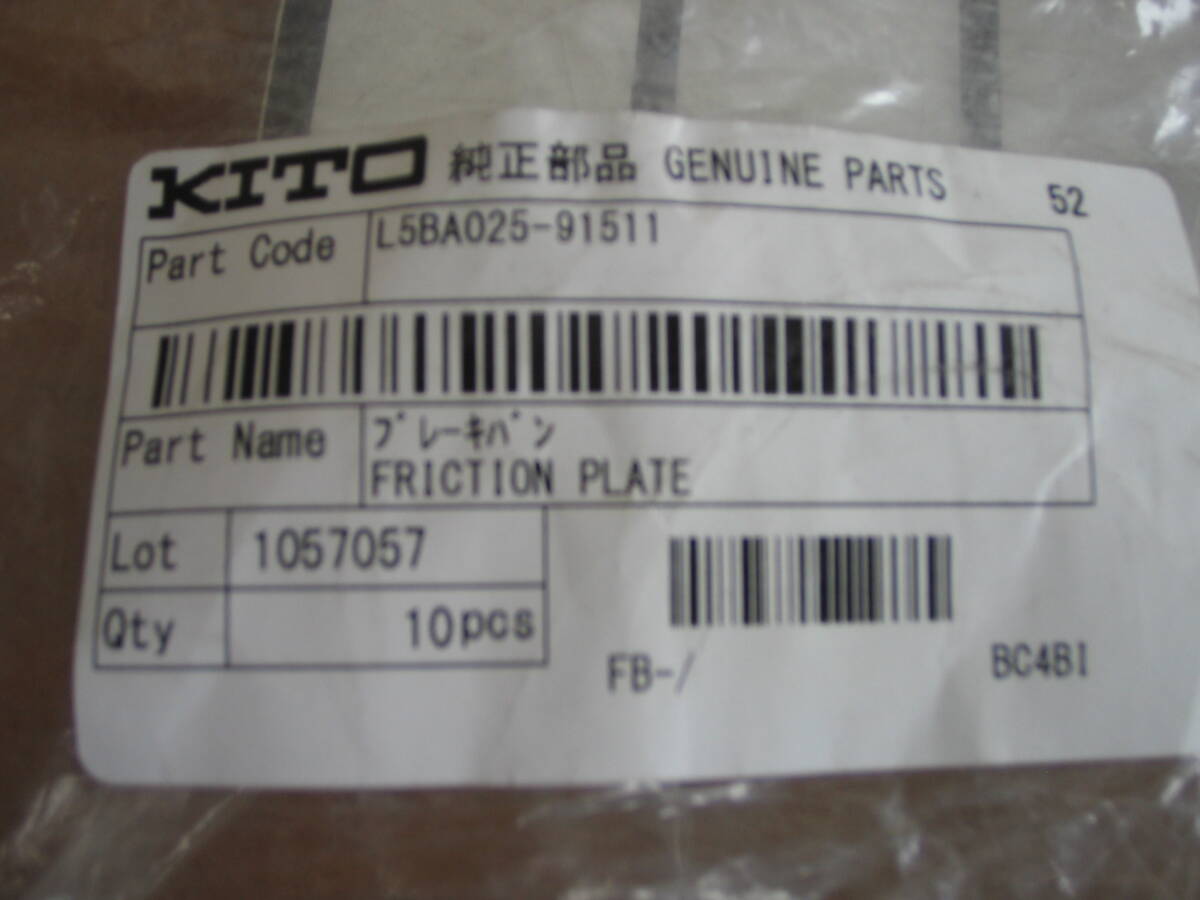 KITO 純正部品 GENUINE PARTS 52
Part Code L5BA025-91511
Part Name ﾌﾞﾚｰｷﾊﾞﾝ
FRICTION PLATE
Lot 1057057
Qty 10pcs
FB-/ BC4BI